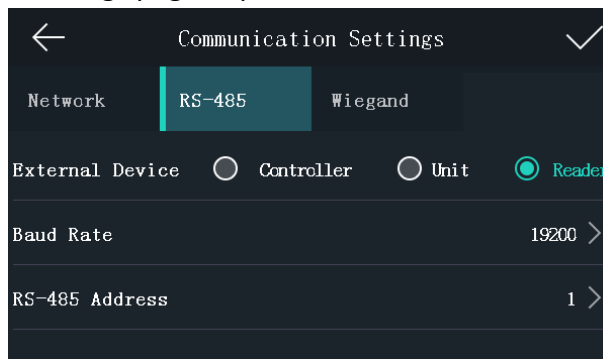 Communication Settings
Network RS-485 Wiegand
External Device Controller Unit Reader
Baud Rate 19200
RS-485 Address 1